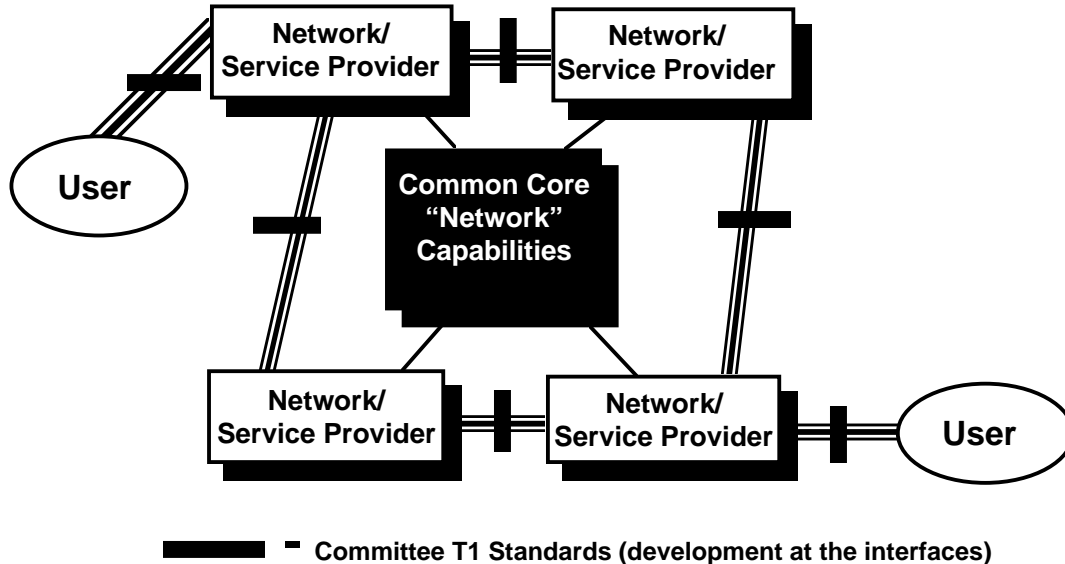 Network/
Service Provider
Network/
Service Provider
User
Common Core
“Network”
Capabilities
Network/
Service Provider
Network/
Service Provider
User
Committee T1 Standards (development at the interfaces)